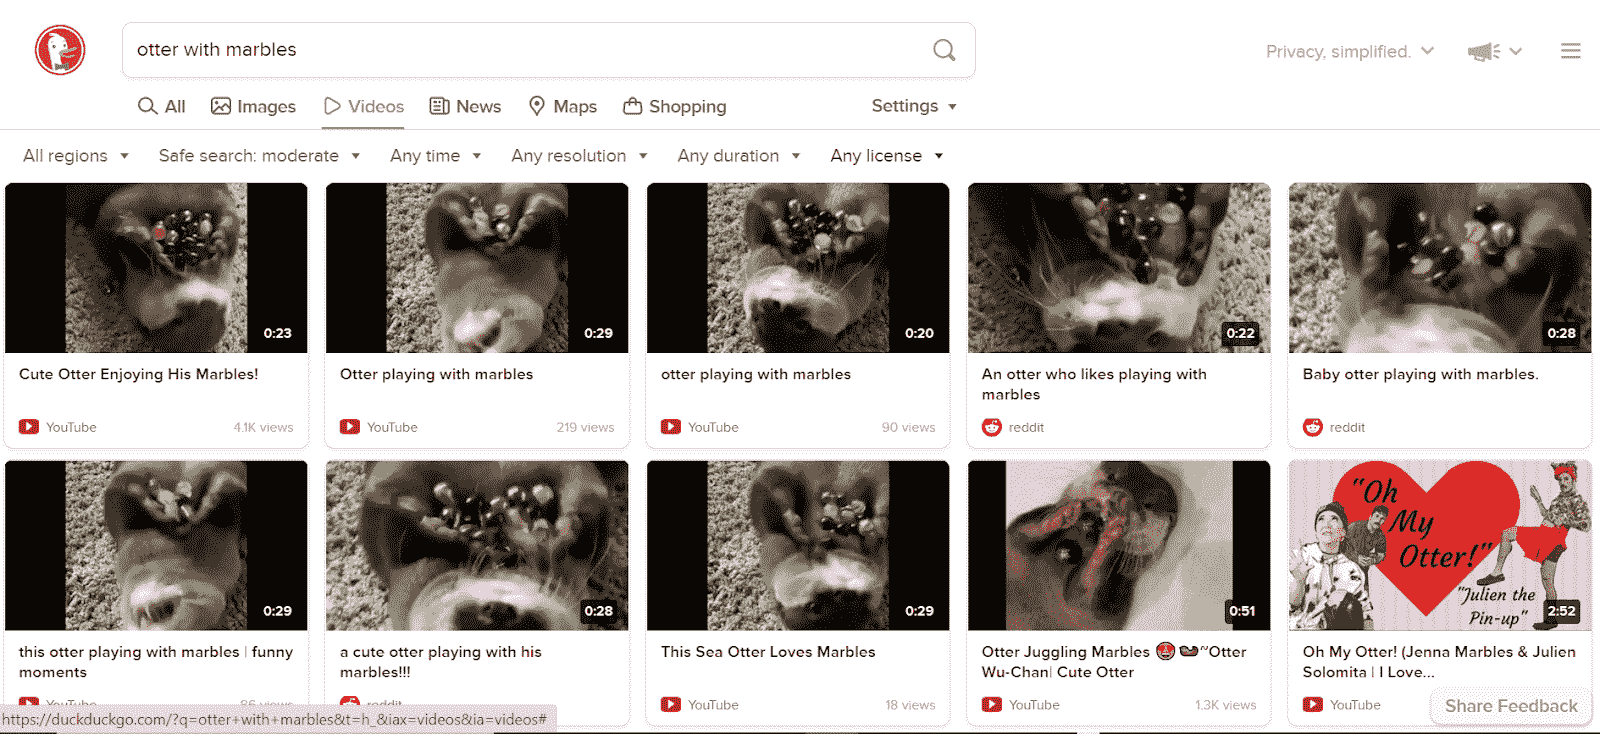 otter with marbles
Privacy, simplified.
All Images Videos News Maps Shopping Settings
All regions Safe search: moderate Any time Any resolution Any duration Any license
0:23 0:29 0:20 0:22 0:28
Cute Otter Enjoying His Marbles!
YouTube 4.1K views
Otter playing with marbles
YouTube 219 views
otter playing with marbles
YouTube 90 views
An otter who likes playing with
marbles
reddit
Baby otter playing with marbles.
reddit
"Oh
My
Otter!"
"Julien the
Pin-up"
0:29 0:28 0:29 0:51 2:52
this otter playing with marbles | funny
moments
YouTube 86 views
a cute otter playing with his
marbles!!!
reddit
This Sea Otter Loves Marbles
YouTube 18 views
Otter Juggling Marbles ~Otter
Wu-Chan| Cute Otter
YouTube 1.3K views
Oh My Otter! (Jenna Marbles & Julien
Solomita | I Love...
YouTube
Share Feedback
https://duckduckgo.com/?q=otter+with+marbles&t=h_&iax=videos&ia=videos#